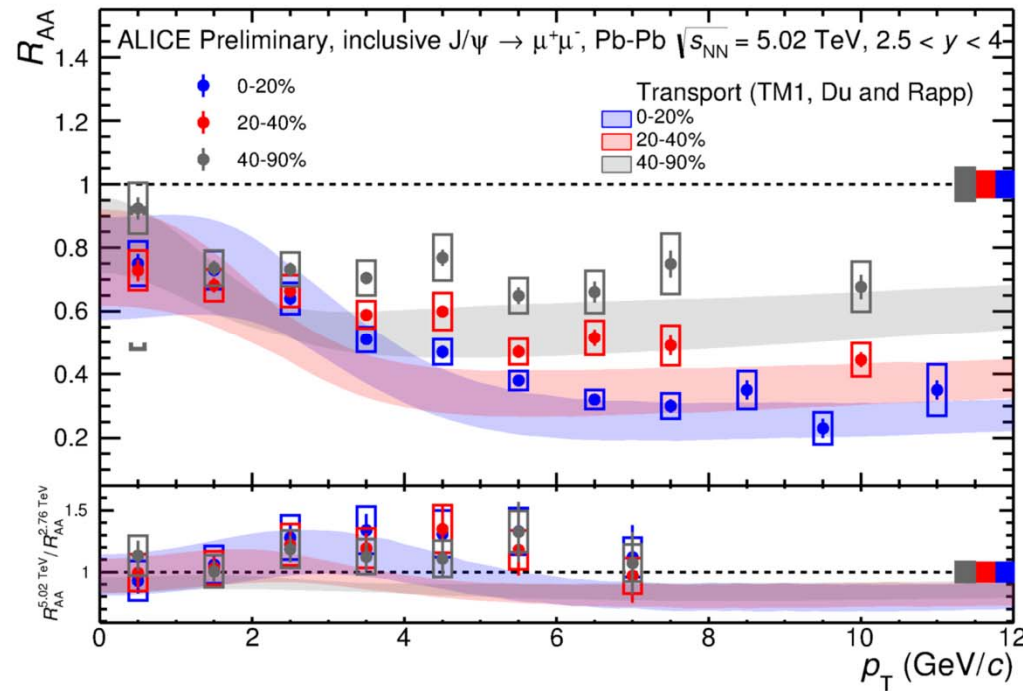 ALICE Preliminary, inclusive J/ψ → μ⁺μ⁻, Pb-Pb √s_NN = 5.02 TeV, 2.5 < y < 4
0-20%
20-40%
40-90%
Transport (TM1, Du and Rapp)
0-20%
20-40%
40-90%
R_AA
1.4
1.2
1
0.8
0.6
0.4
0.2
R_AA^5.02 TeV/R_AA^2.76 TeV
1.5
1
0 2 4 6 8 10 12
p_T (GeV/c)